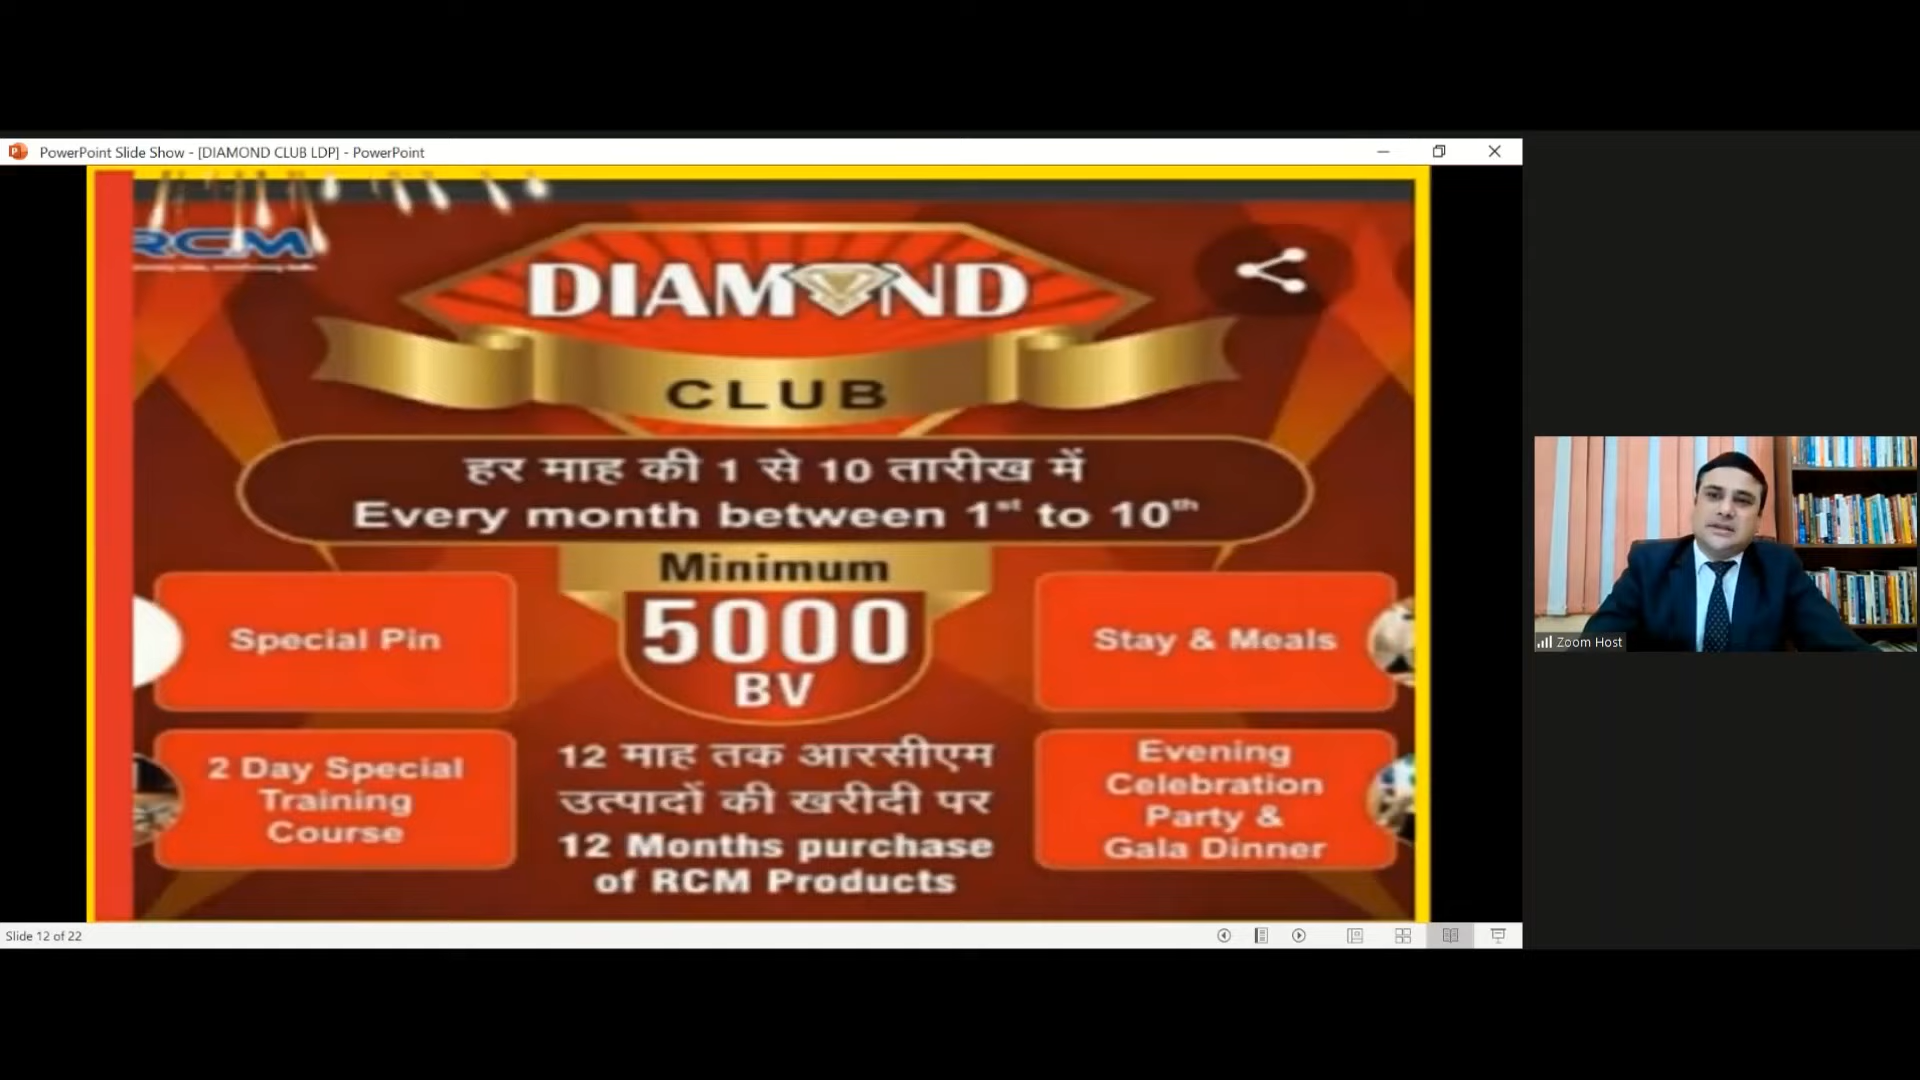 PowerPoint Slide Show - [DIAMOND CLUB LDP] - PowerPoint
RCM
DIAMOND
CLUB
हर माह की 1 से 10 तारीख में
Every month between 1st to 10th
Minimum
5000
BV
Special Pin
Stay & Meals
2 Day Special
Training
Course
12 माह तक आरसीएम
उत्पादों की खरीदी पर
12 Months purchase
of RCM Products
Evening
Celebration
Party &
Gala Dinner
Zoom Host
Slide 12 of 22